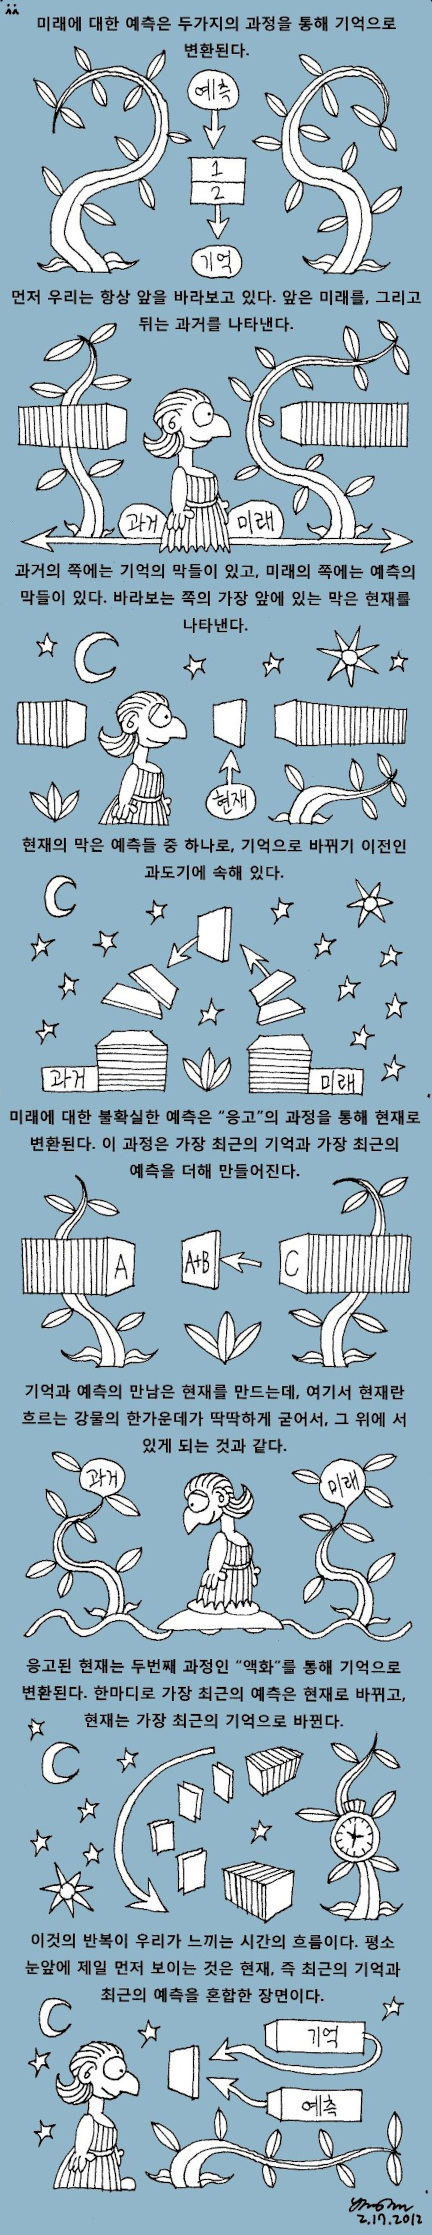 미래에 대한 예측은 두가지의 과정을 통해 기억으로
변환된다.
예측
1
2
기억
먼저 우리는 항상 앞을 바라보고 있다. 앞은 미래를, 그리고
뒤는 과거를 나타낸다.
과거
미래
과거의 쪽에는 기억의 막들이 있고, 미래의 쪽에는 예측의
막들이 있다. 바라보는 쪽의 가장 앞에 있는 막은 현재를
나타낸다.
현재
현재의 막은 예측들 중 하나로, 기억으로 바뀌기 이전인
과도기에 속해 있다.
과거
미래
미래에 대한 불확실한 예측은 “응고”의 과정을 통해 현재로
변환된다. 이 과정은 가장 최근의 기억과 가장 최근의
예측을 더해 만들어진다.
A
A+B
C
기억과 예측의 만남은 현재를 만드는데, 여기서 현재란
흐르는 강물의 한가운데가 딱딱하게 굳어서, 그 위에 서
있게 되는 것과 같다.
과거
미래
응고된 현재는 두번째 과정인 “액화”를 통해 기억으로
변환된다. 한마디로 가장 최근의 예측은 현재로 바뀌고,
현재는 가장 최근의 기억으로 바뀐다.
이것의 반복이 우리가 느끼는 시간의 흐름이다. 평소
눈앞에 제일 먼저 보이는 것은 현재, 즉 최근의 기억과
최근의 예측을 혼합한 장면이다.
기억
예측
2.17.2012